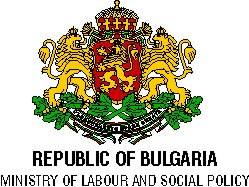 REPUBLIC OF BULGARIA
MINISTRY OF LABOUR AND SOCIAL POLICY